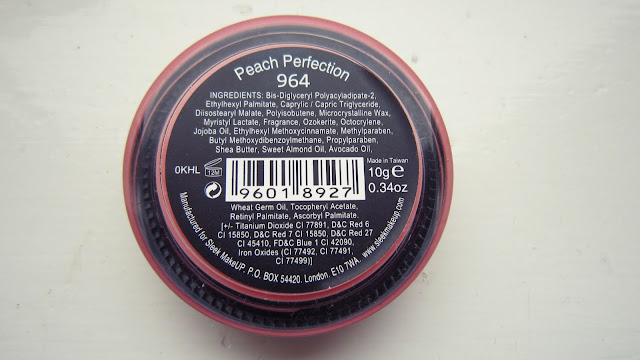 Peach Perfection
964
INGREDIENTS: Bis-Diglyceryl Polyacyladipate-2,
Ethylhexyl Palmitate, Caprylic / Capric Triglyceride,
Diisostearyl Malate, Polyisobutene, Microcrystalline Wax,
Myristyl Lactate, Fragrance, Ozokerite, Octocrylene,
Jojoba Oil, Ethylhexyl Methoxycinnamate, Methylparaben,
Butyl Methoxydibenzoylmethane, Propylparaben,
Shea Butter, Sweet Almond Oil, Avocado Oil,
Made in Taiwan
0KHL
12M
10g e
9601 8927
0.34oz
Wheat Germ Oil, Tocopheryl Acetate,
Retinyl Palmitate, Ascorbyl Palmitate.
[+/- Titanium Dioxide CI 77891, D&C Red 6
CI 15850, D&C Red 7 CI 15850, D&C Red 27
CI 45410, FD&C Blue 1 CI 42090,
Iron Oxides (CI 77492, CI 77491,
CI 77499)]
Manufactured for Sleek MakeUP. P.O. BOX 54420. London. E10 7WA. www.sleekmakeup.com